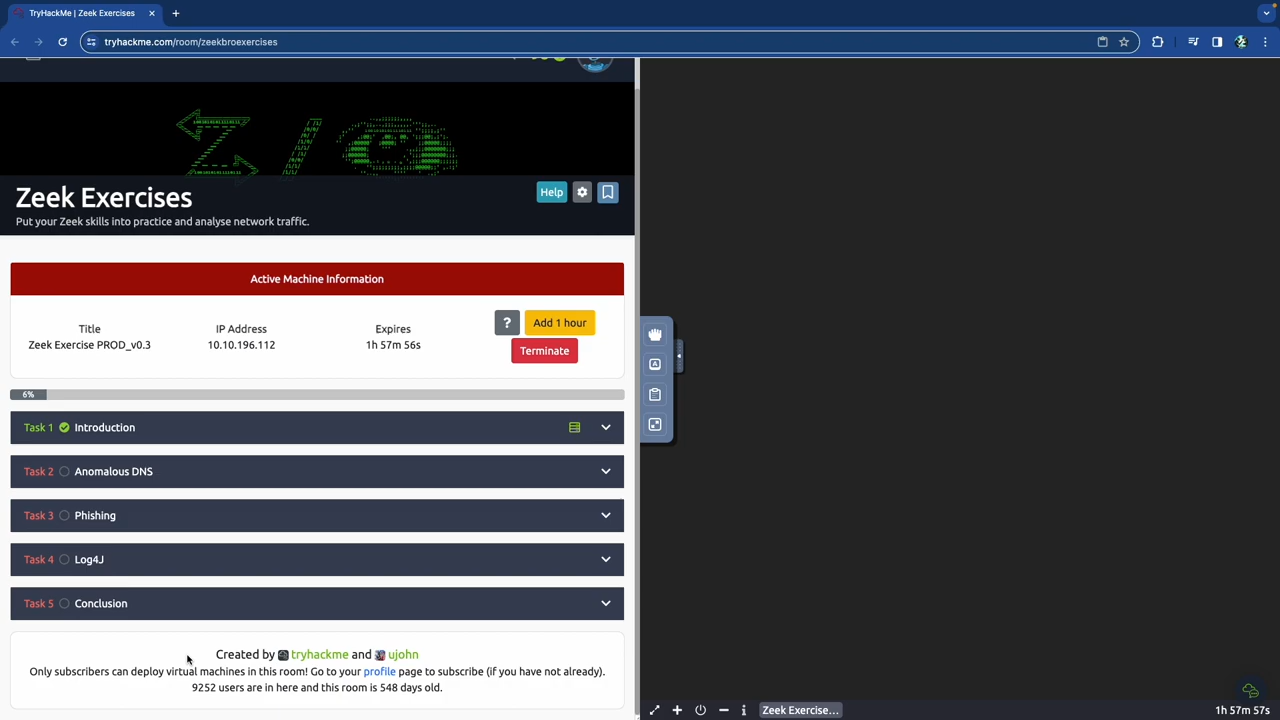 TryHackMe | Zeek Exercises
tryhackme.com/room/zeekbroexercises
Zeek Exercises
Help
Put your Zeek skills into practice and analyse network traffic.
Active Machine Information
Title
IP Address
Expires
?
Add 1 hour
Zeek Exercise PROD_v0.3
10.10.196.112
1h 57m 56s
Terminate
6%
Task 1 Introduction
Task 2 Anomalous DNS
Task 3 Phishing
Task 4 Log4J
Task 5 Conclusion
Created by tryhackme and ujohn
Only subscribers can deploy virtual machines in this room! Go to your profile page to subscribe (if you have not already).
9252 users are in here and this room is 548 days old.
A
i
Zeek Exercise...
1h 57m 57s